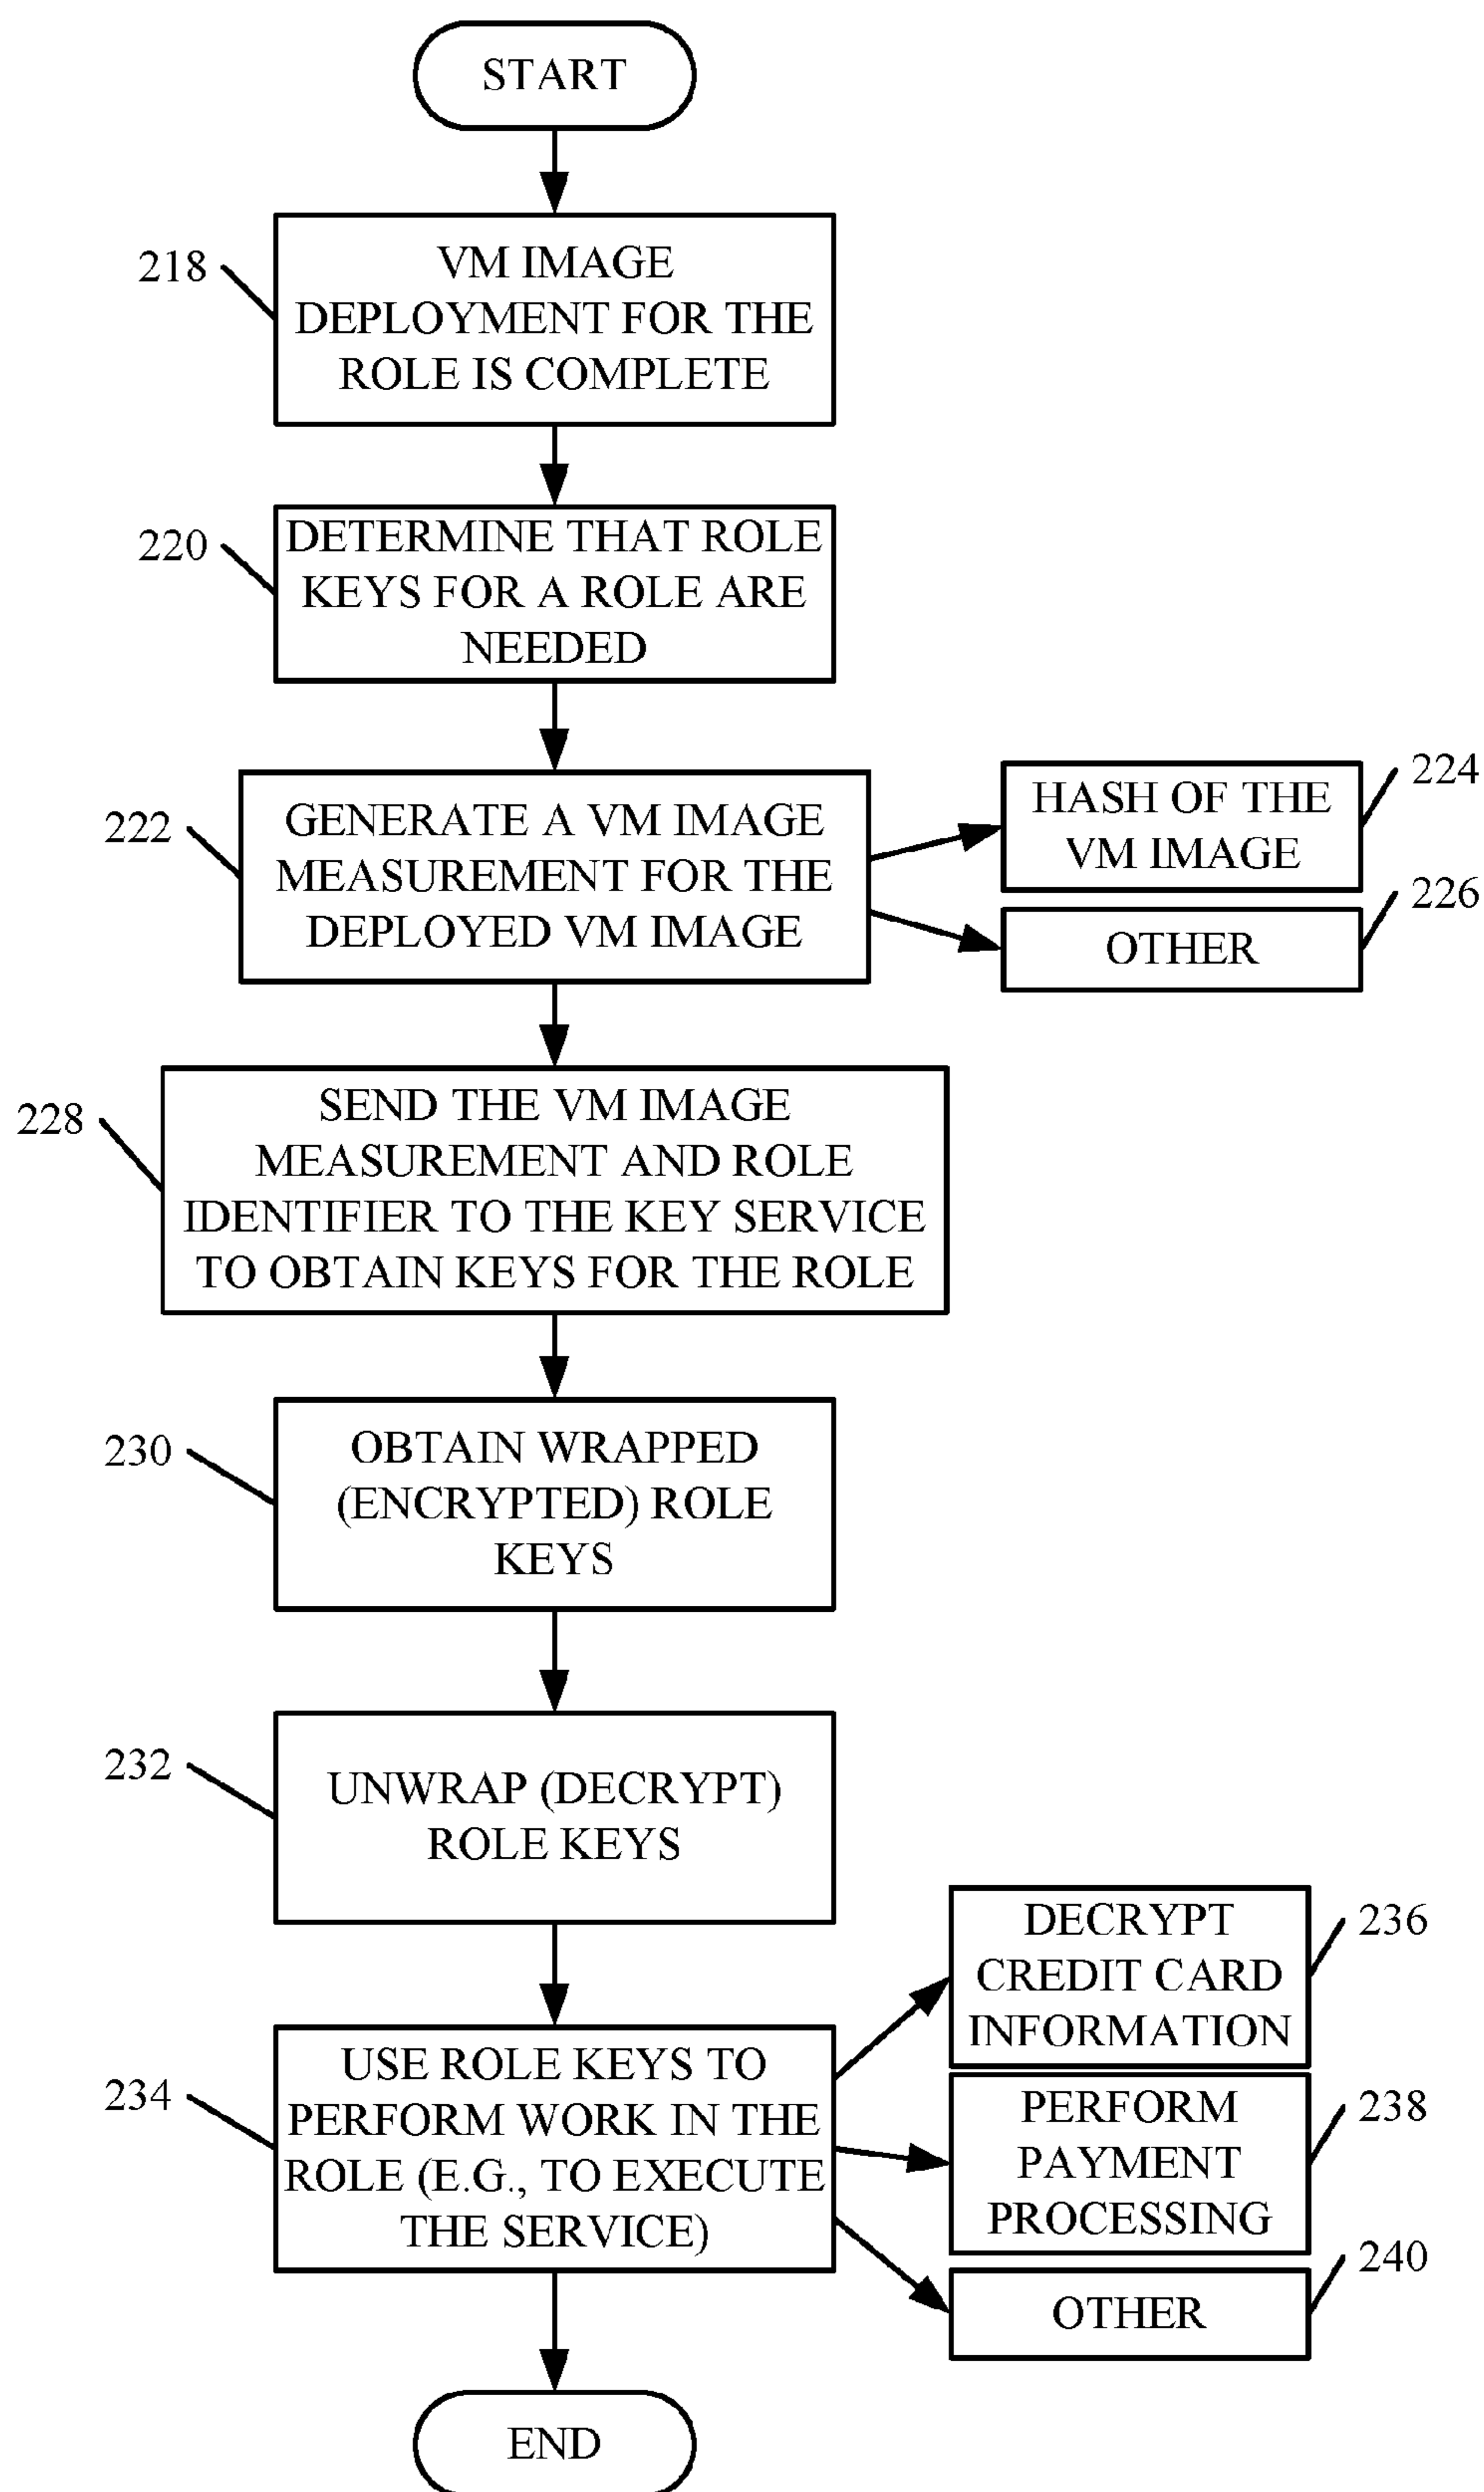 START
218
VM IMAGE
DEPLOYMENT FOR THE
ROLE IS COMPLETE
220
DETERMINE THAT ROLE
KEYS FOR A ROLE ARE
NEEDED
222
GENERATE A VM IMAGE
MEASUREMENT FOR THE
DEPLOYED VM IMAGE
HASH OF THE
VM IMAGE
224
OTHER
226
228
SEND THE VM IMAGE
MEASUREMENT AND ROLE
IDENTIFIER TO THE KEY SERVICE
TO OBTAIN KEYS FOR THE ROLE
230
OBTAIN WRAPPED
(ENCRYPTED) ROLE
KEYS
232
UNWRAP (DECRYPT)
ROLE KEYS
234
USE ROLE KEYS TO
PERFORM WORK IN THE
ROLE (E.G., TO EXECUTE
THE SERVICE)
DECRYPT
CREDIT CARD
INFORMATION
236
PERFORM
PAYMENT
PROCESSING
238
OTHER
240
END